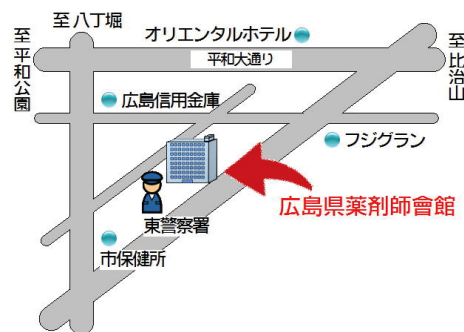 至八丁堀
オリエンタルホテル
至平和公園
平和大通り
至比治山
広島信用金庫
フジグラン
広島県薬剤師會館
東警察署
市保健所